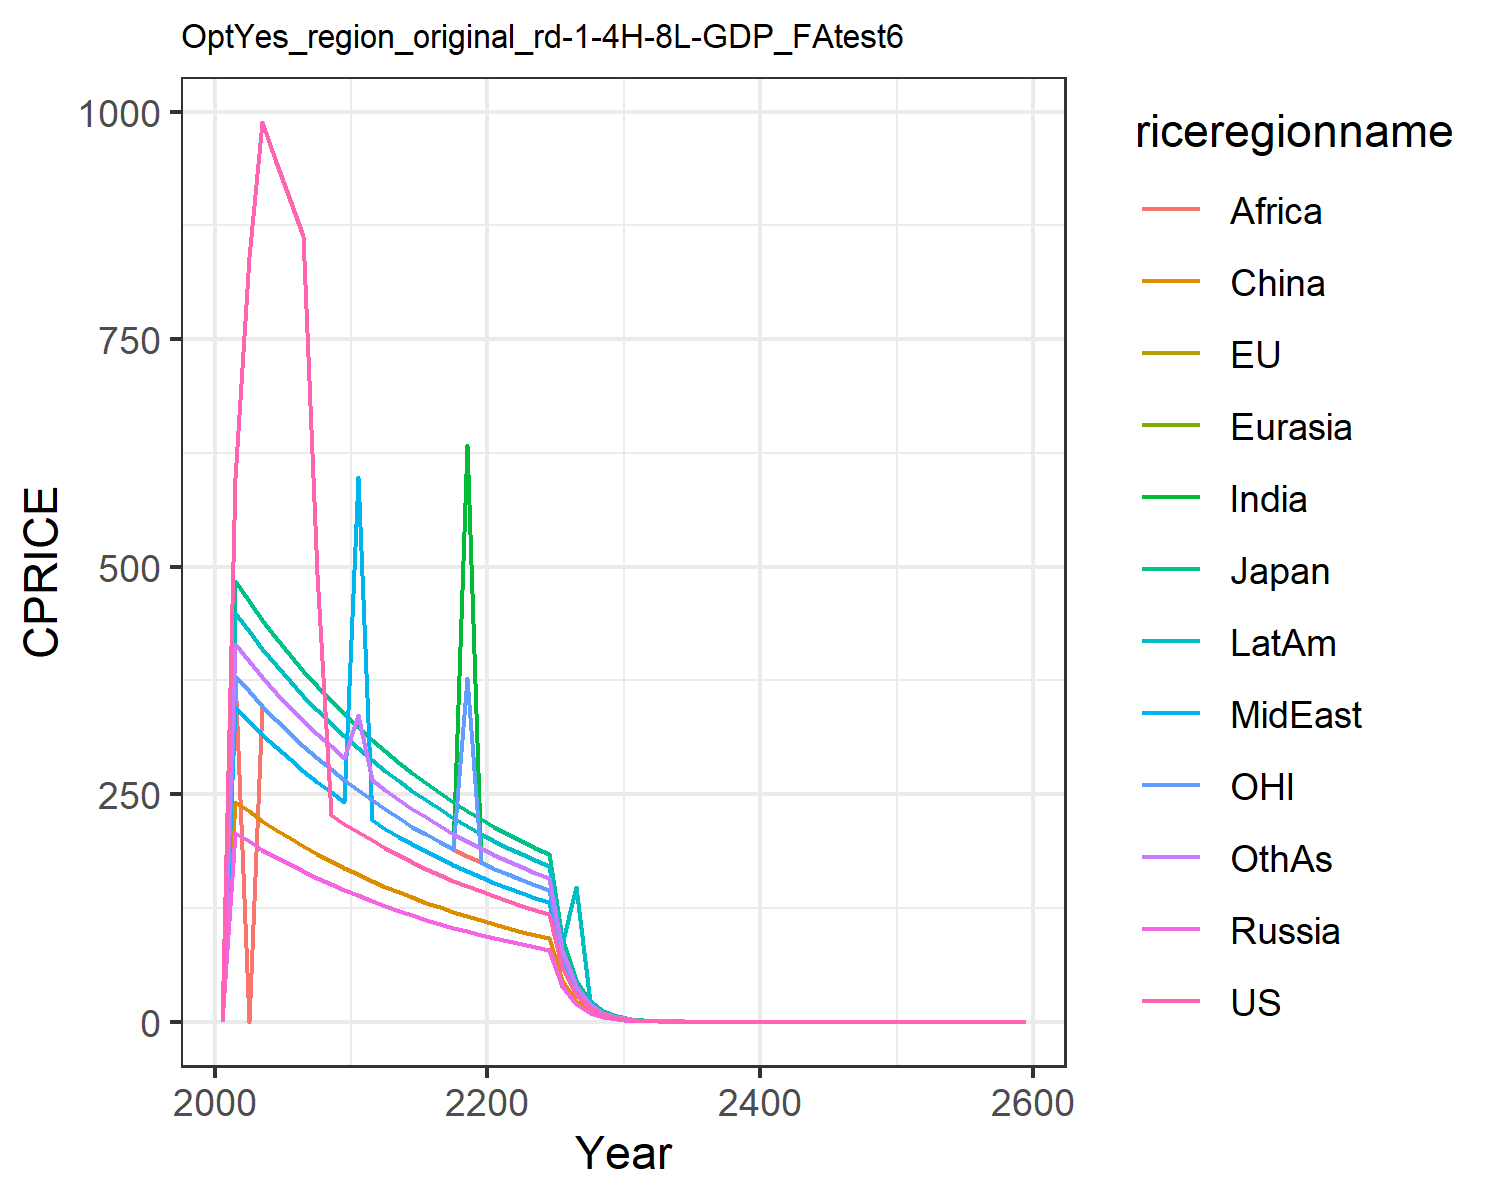 OptYes_region_original_rd-1-4H-8L-GDP_FAtest6
1000
750
500
250
0
CPRICE
2000
2200
2400
2600
Year
riceregionname
Africa
China
EU
Eurasia
India
Japan
LatAm
MidEast
OHI
OthAs
Russia
US